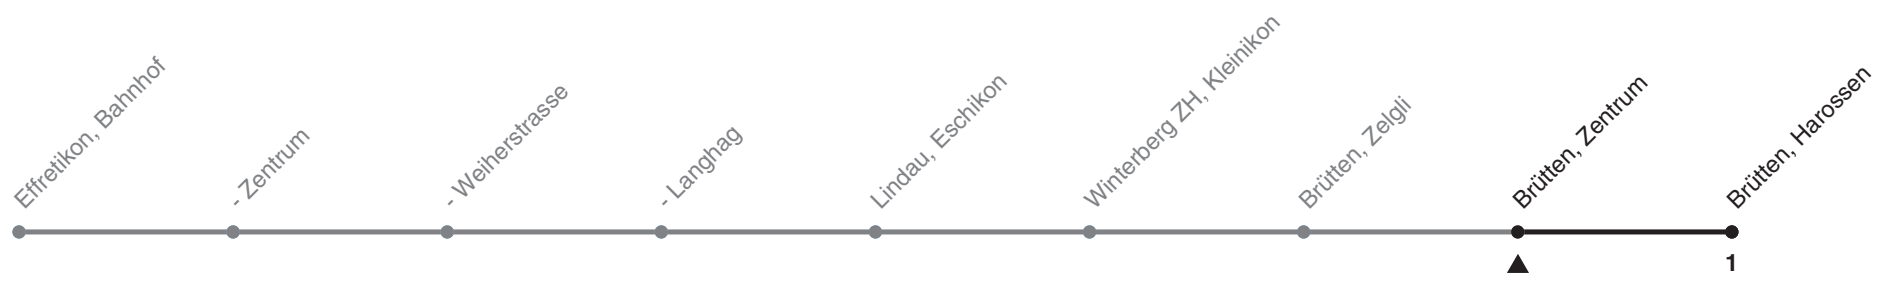 Effretikon, Bahnhof
- Zentrum
- Weiherstrasse
- Langhag
Lindau, Eschikon
Winterberg ZH, Kleinikon
Brütten, Zelgli
Brütten, Zentrum
Brütten, Harossen
1